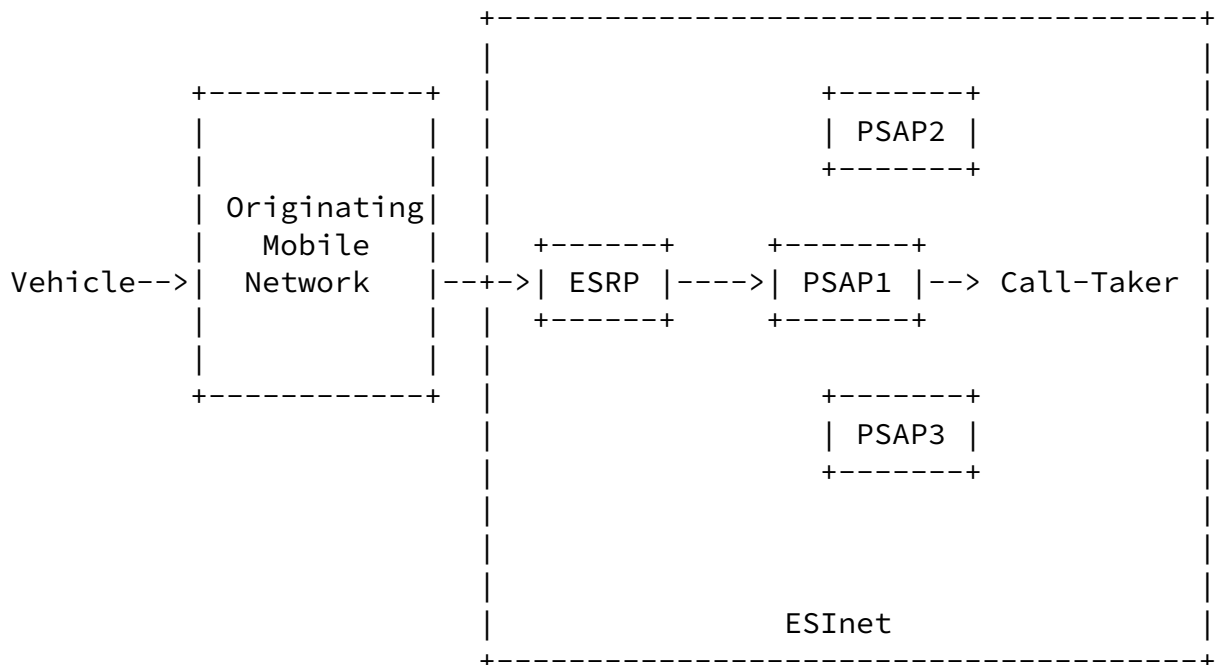 PSAP2
Originating
Mobile
Vehicle--> Network ESRP PSAP1 --> Call-Taker
PSAP3
ESInet